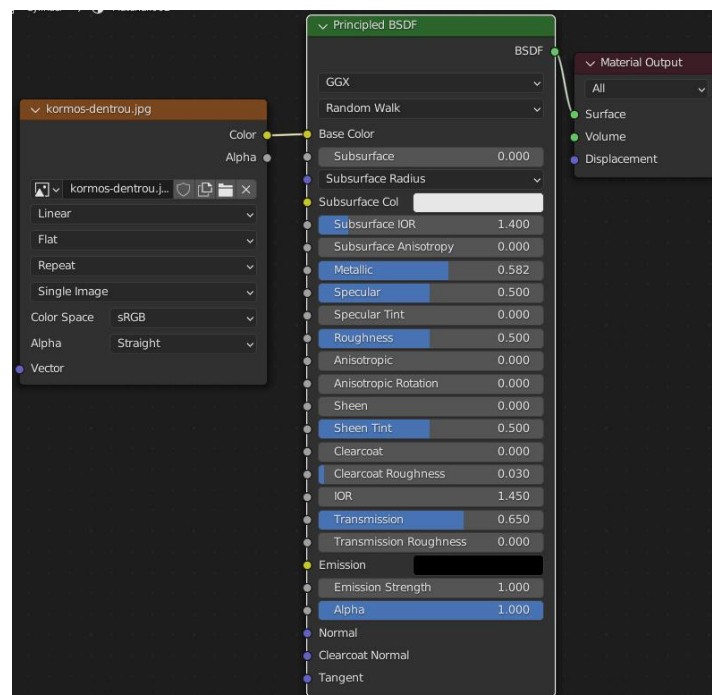 Principled BSDF
BSDF
GGX
Random Walk
Base Color
Subsurface 0.000
Subsurface Radius
Subsurface Col
Subsurface IOR 1.400
Subsurface Anisotropy 0.000
Metallic 0.582
Specular 0.500
Specular Tint 0.000
Roughness 0.500
Anisotropic 0.000
Anisotropic Rotation 0.000
Sheen 0.000
Sheen Tint 0.500
Clearcoat 0.000
Clearcoat Roughness 0.030
IOR 1.450
Transmission 0.650
Transmission Roughness 0.000
Emission
Emission Strength 1.000
Alpha 1.000
Normal
Clearcoat Normal
Tangent
kormos-dentrou.jpg
Color
Alpha
kormos-dentrou.j...
Linear
Flat
Repeat
Single Image
Color Space sRGB
Alpha Straight
Vector
Material Output
All
Surface
Volume
Displacement